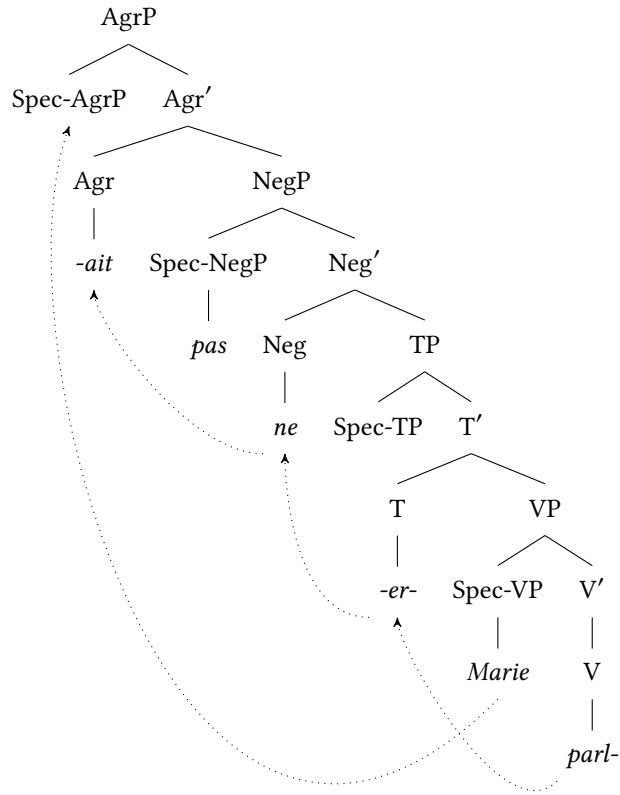 AgrP
Spec-AgrP Agr′
Agr NegP
-ait Spec-NegP Neg′
pas Neg TP
ne Spec-TP T′
T VP
-er- Spec-VP V′
Marie V
parl-